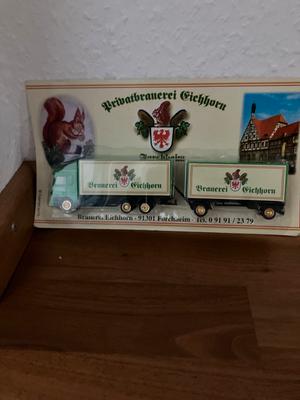 Privatbrauerei Eichhorn
Forchheim
Brauerei Eichhorn
Brauerei Eichhorn
Brauerei Eichhorn - 91301 Forchheim - Tel. 0 91 91 / 23 79